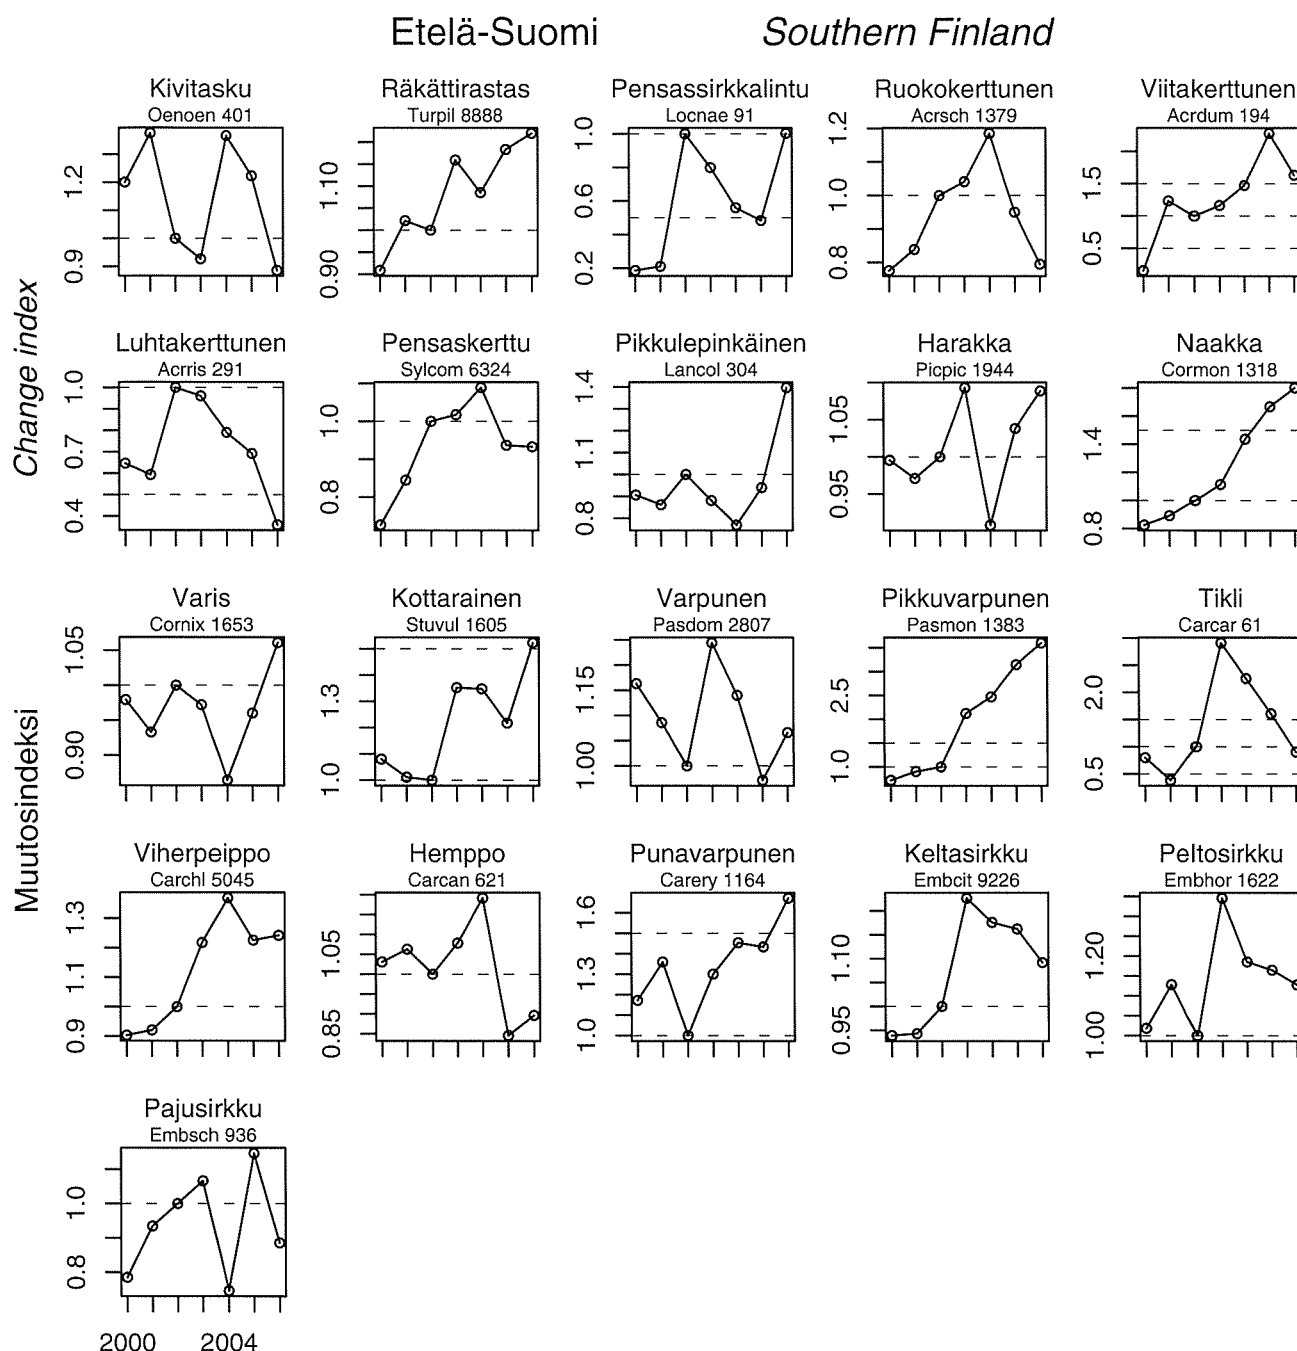 Etelä-Suomi Southern Finland
Change index
Muutosindeksi
Kivitasku
Oenoen 401
1.2
0.9
Räkättirastas
Turpil 8888
1.10
0.90
Pensassirkkalintu
Locnae 91
1.0
0.6
0.2
Ruokokerttunen
Acrsch 1379
1.2
1.0
0.8
Viitakerttunen
Acrdum 194
1.5
0.5
Luhtakerttunen
Acrris 291
1.0
0.7
0.4
Pensaskerttu
Sylcom 6324
1.0
0.8
Pikkulepinkäinen
Lancol 304
1.4
1.1
0.8
Harakka
Picpic 1944
1.05
0.95
Naakka
Cormon 1318
1.4
0.8
Varis
Cornix 1653
1.05
0.90
Kottarainen
Stuvul 1605
1.3
1.0
Varpunen
Pasdom 2807
1.15
1.00
Pikkuvarpunen
Pasmon 1383
2.5
1.0
Tikli
Carcar 61
2.0
0.5
Viherpeippo
Carchl 5045
1.3
1.1
0.9
Hemppo
Carcan 621
1.05
0.85
Punavarpunen
Carery 1164
1.6
1.3
1.0
Keltasirkku
Embcit 9226
1.10
0.95
Peltosirkku
Embhor 1622
1.20
1.00
Pajusirkku
Embsch 936
1.0
0.8
2000 2004